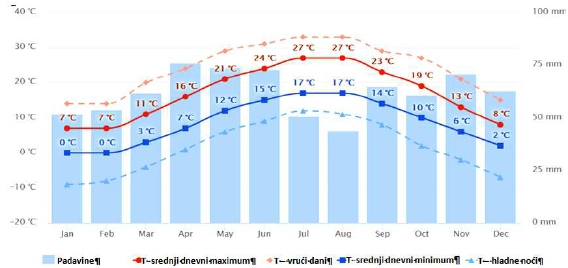 40 °C 100 mm
30 °C
27 °C 27 °C
24 °C 23 °C
21 °C 75 mm
20 °C 16 °C 17 °C 17 °C 19 °C
15 °C 14 °C 13 °C
11 °C 12 °C 10 °C 50 mm
10 °C 7 °C 7 °C 7 °C 6 °C 8 °C
0 °C 0 °C 0 °C 3 °C 2 °C
-10 °C 25 mm
-20 °C 0 mm
Jan Feb Mar Apr May Jun Jul Aug Sep Oct Nov Dec
Padavine¶ T-srednji·dnevni·maximum¶ T-·-vrući·dani¶ T-srednji·dnevni·minimum¶ T-·-hladne·noći¶